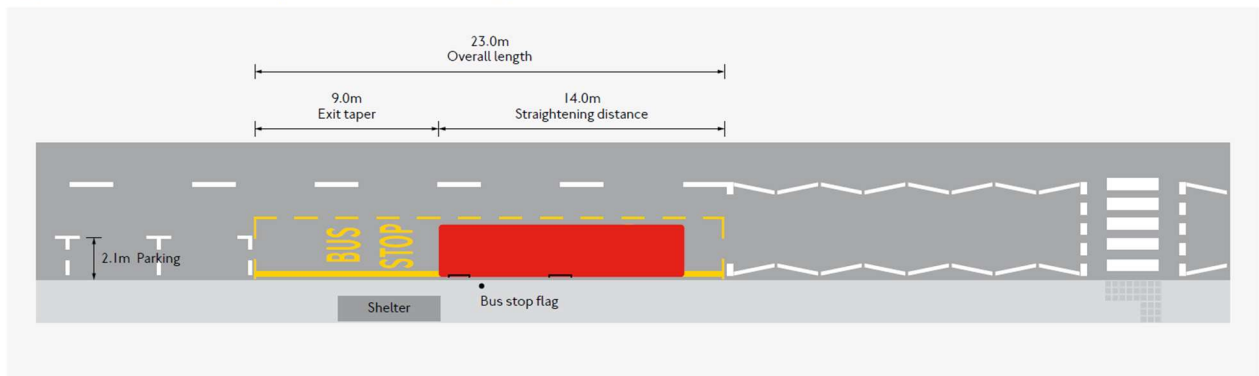 23.0m
Overall length
9.0m
Exit taper
14.0m
Straightening distance
BUS
STOP
2.1m Parking
Bus stop flag
Shelter